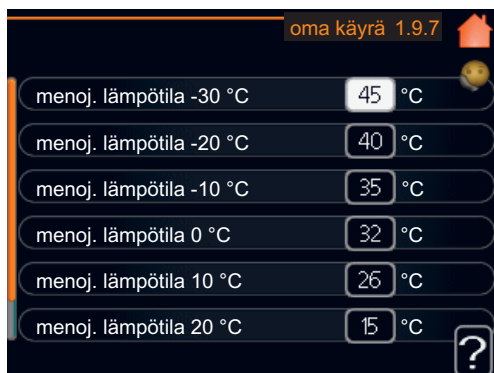 oma käyrä 1.9.7
menoj. lämpötila -30 °C 45 °C
menoj. lämpötila -20 °C 40 °C
menoj. lämpötila -10 °C 35 °C
menoj. lämpötila 0 °C 32 °C
menoj. lämpötila 10 °C 26 °C
menoj. lämpötila 20 °C 15 °C
?